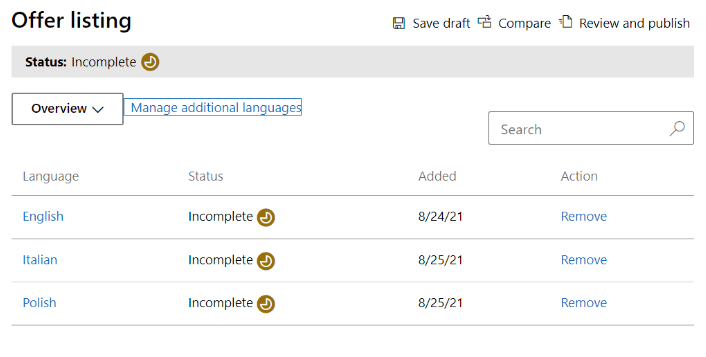 Offer listing
Save draft Compare Review and publish
Status: Incomplete
Overview Manage additional languages
Search
Language Status Added Action
English Incomplete 8/24/21 Remove
Italian Incomplete 8/25/21 Remove
Polish Incomplete 8/25/21 Remove